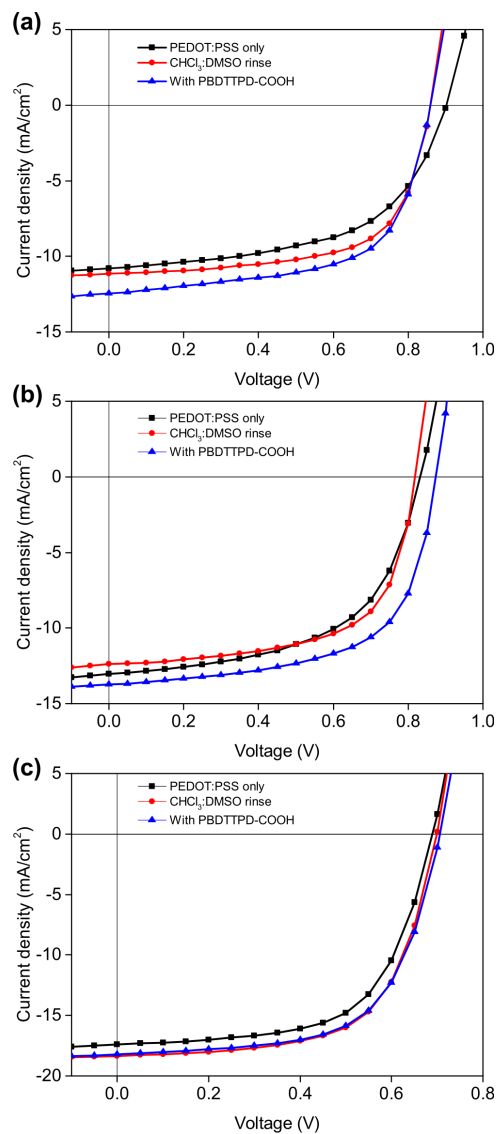 (a)
5
0
-5
-10
-15
Current density (mA/cm²)
PEDOT:PSS only
CHCl₃:DMSO rinse
With PBDTTPD-COOH
0.0 0.2 0.4 0.6 0.8 1.0
Voltage (V)
(b)
5
0
-5
-10
-15
Current density (mA/cm²)
PEDOT:PSS only
CHCl₃:DMSO rinse
With PBDTTPD-COOH
0.0 0.2 0.4 0.6 0.8 1.0
Voltage (V)
(c)
5
0
-5
-10
-15
-20
Current density (mA/cm²)
PEDOT:PSS only
CHCl₃:DMSO rinse
With PBDTTPD-COOH
0.0 0.2 0.4 0.6 0.8
Voltage (V)